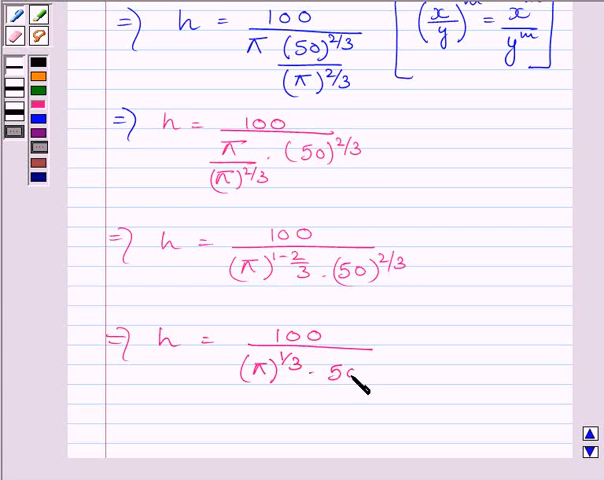 ⇒ h = 100 / (π (50)^2/3 / (π)^2/3) [(x/y)^m = x^m / y^m]
⇒ h = 100 / (π / (π)^2/3 · (50)^2/3)
⇒ h = 100 / ((π)^1-2/3 · (50)^2/3)
⇒ h = 100 / ((π)^1/3 · 50